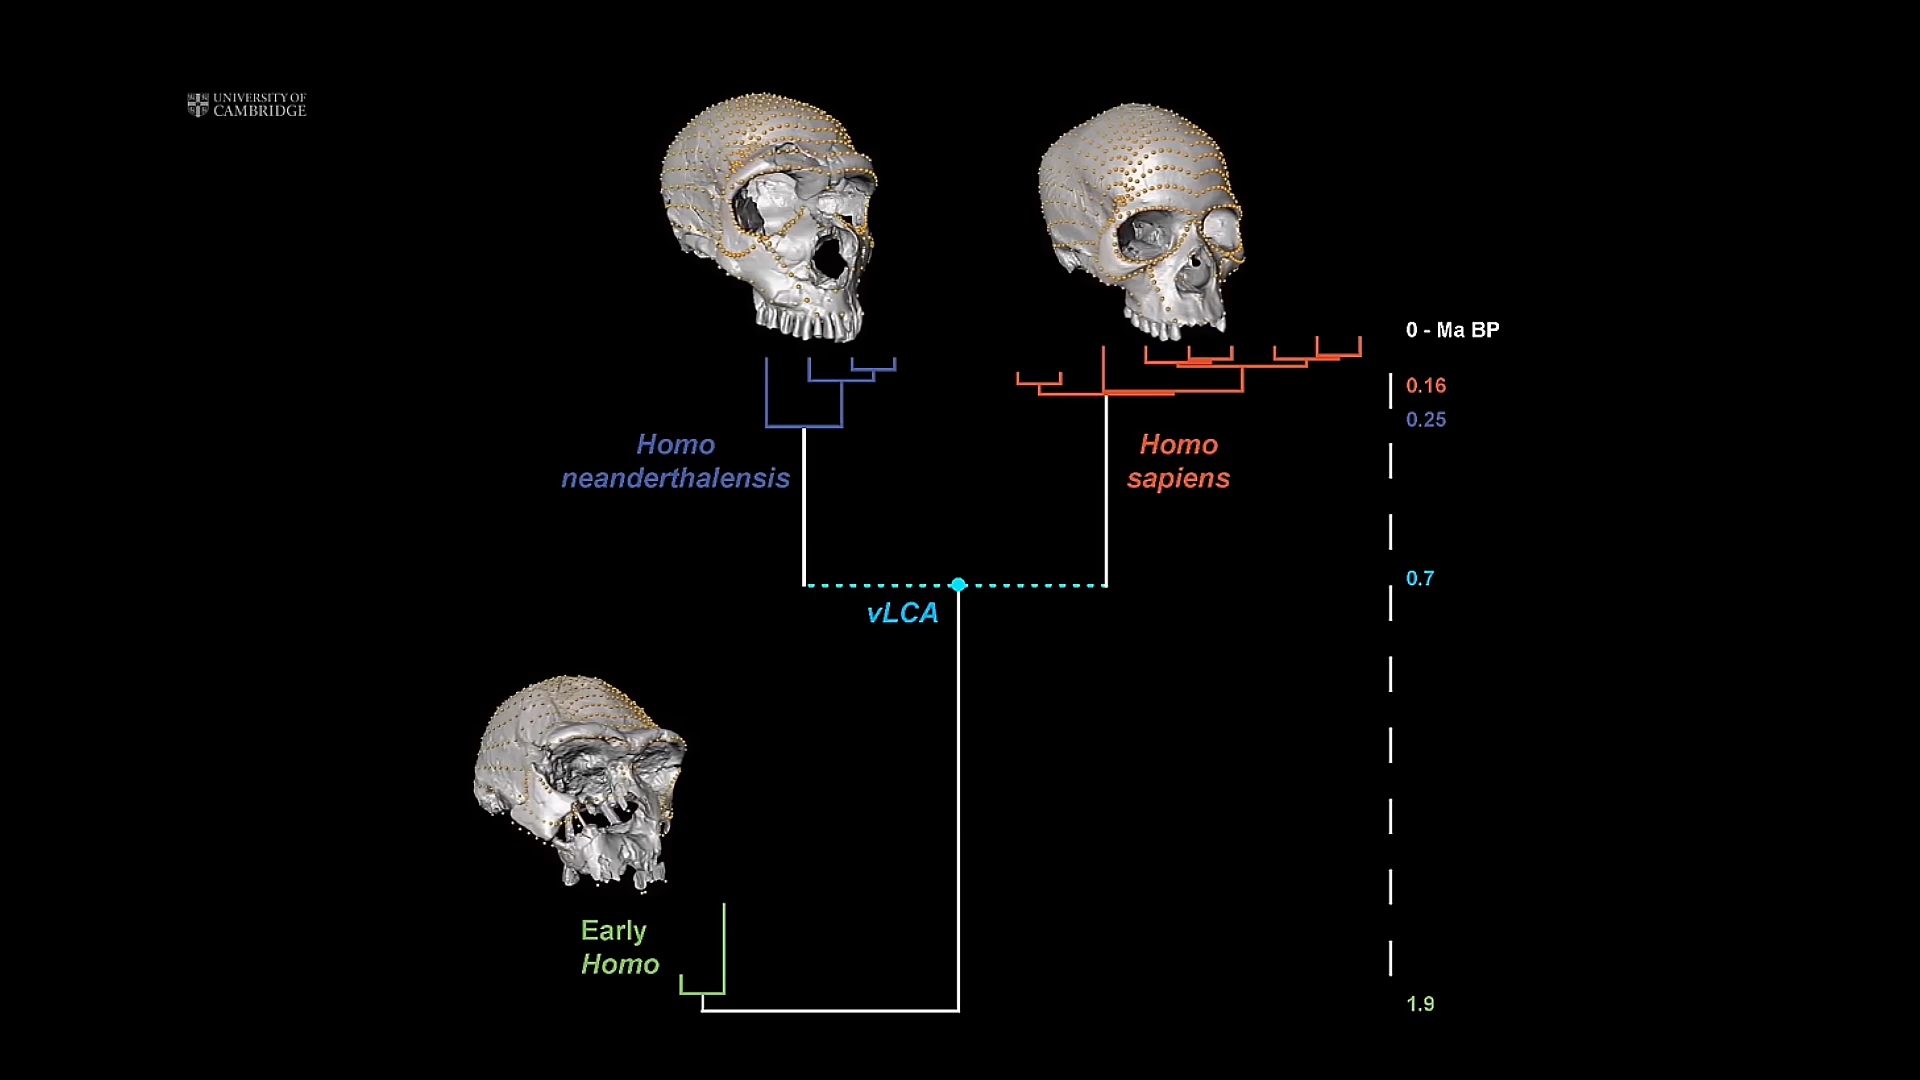 UNIVERSITY OF
CAMBRIDGE
0 - Ma BP
0.16
0.25
Homo
neanderthalensis
Homo
sapiens
0.7
vLCA
Early
Homo
1.9